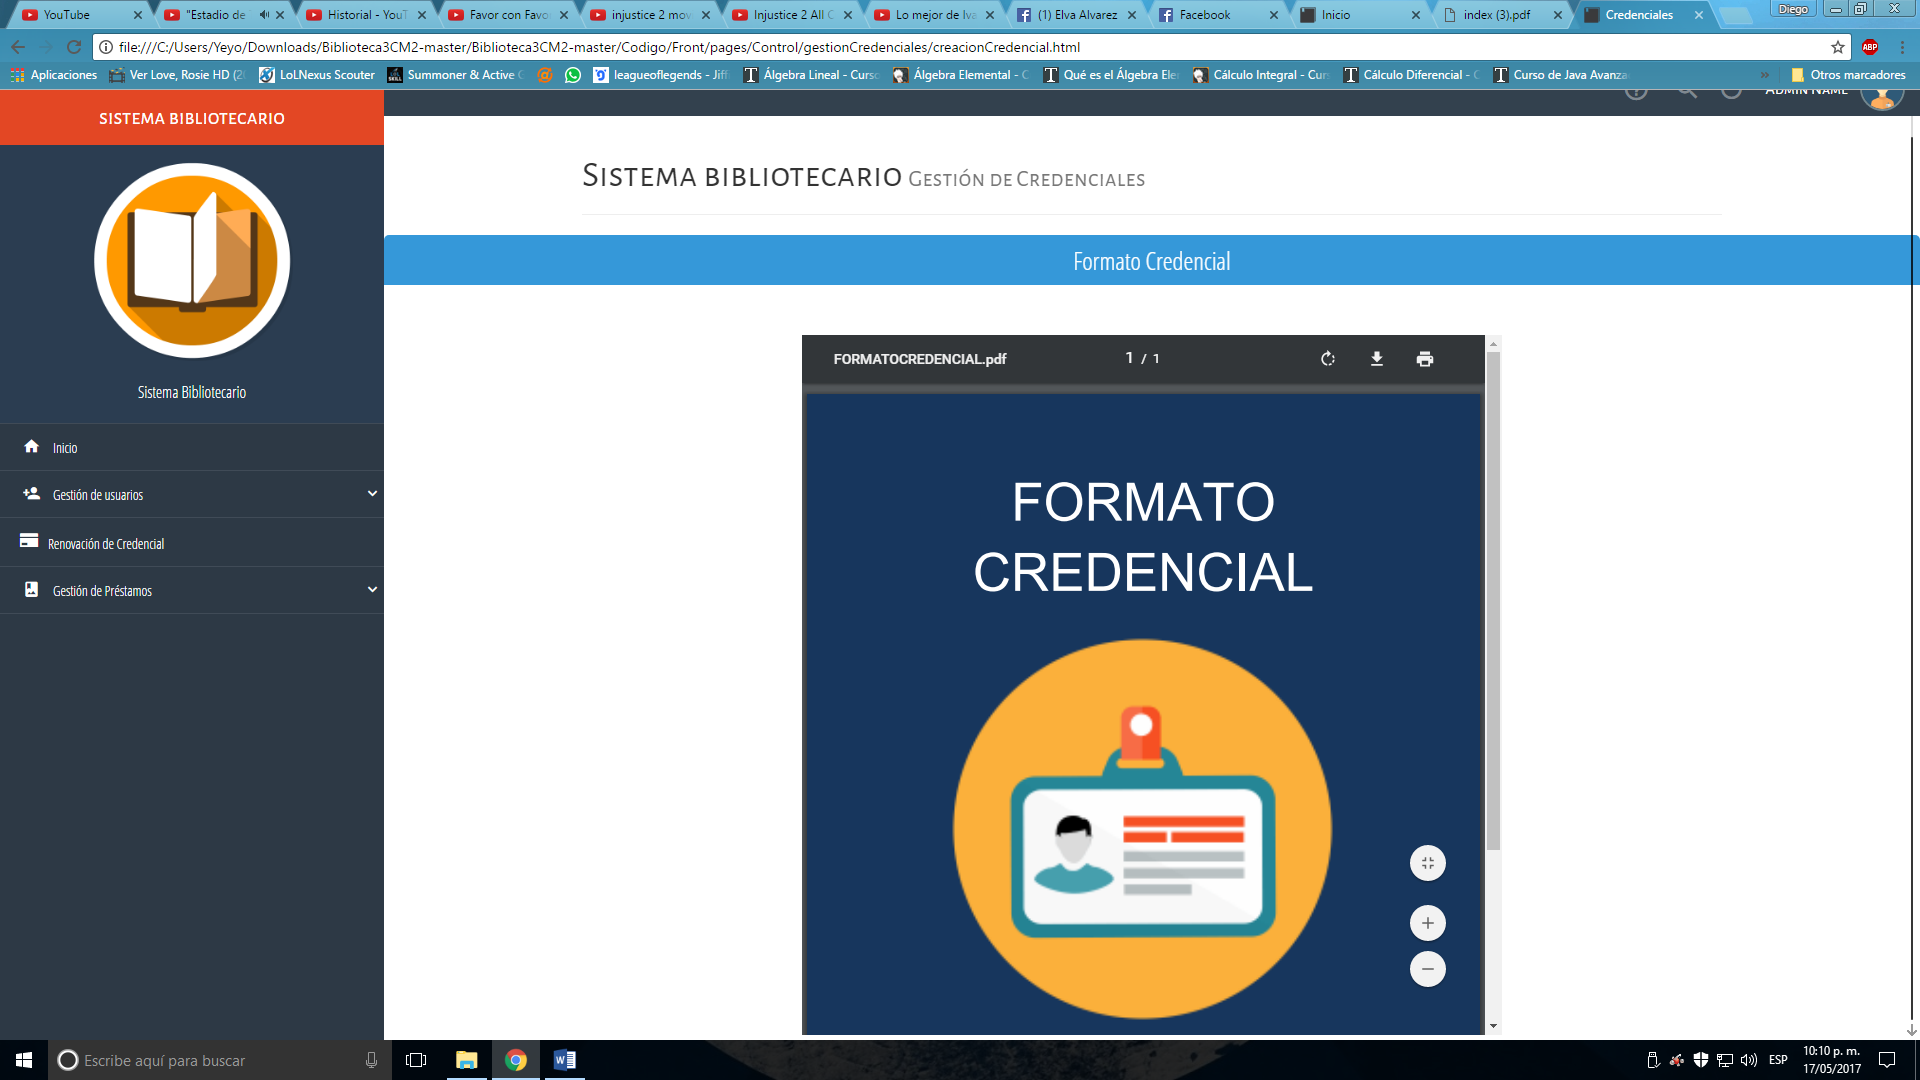 YouTube
"Estadio de
Historial - YouT
Favor con Favo
injustice 2 mov
Injustice 2 All C
Lo mejor de Iva
(1) Elva Alvarez
Facebook
Inicio
index (3).pdf
Credenciales
Diego
file:///C:/Users/Yeyo/Downloads/Biblioteca3CM2-master/Biblioteca3CM2-master/Codigo/Front/pages/Control/gestionCredenciales/creacionCredencial.html
ABP
Aplicaciones
Ver Love, Rosie HD (20
LoLNexus Scouter
Summoner & Active G
leagueoflegends - Jiff
Álgebra Lineal - Curso
Álgebra Elemental - C
Qué es el Álgebra Ele
Cálculo Integral - Curs
Cálculo Diferencial - C
Curso de Java Avanza
» Otros marcadores
SISTEMA BIBLIOTECARIO
ADMIN NAME
SISTEMA BIBLIOTECARIO GESTIÓN DE CREDENCIALES
Formato Credencial
Sistema Bibliotecario
Inicio
Gestión de usuarios
Renovación de Credencial
Gestión de Préstamos
FORMATOCREDENCIAL.pdf
1 / 1
FORMATO
CREDENCIAL
Escribe aquí para buscar
ESP
10:10 p. m.
17/05/2017